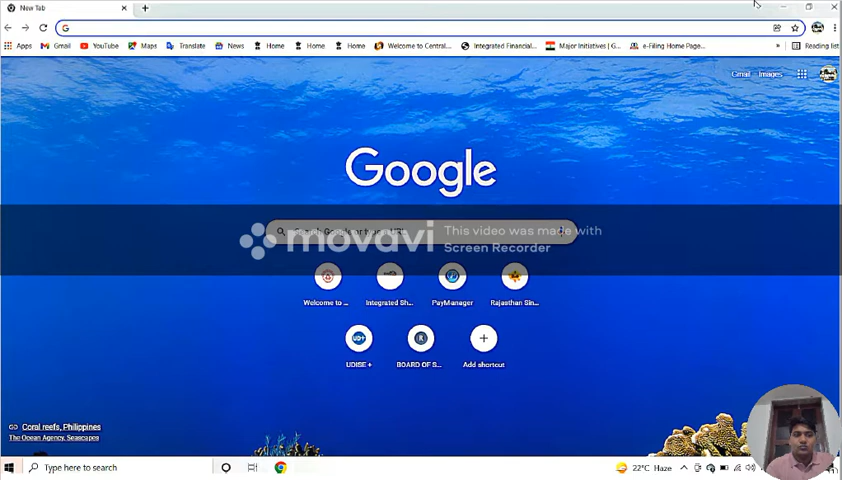 New Tab
Apps Gmail YouTube Maps Translate News Home Home Home Welcome to Central... Integrated Financial... Major Initiatives | G... e-Filing Home Page... » Reading list
Gmail Images
Google
movavi This video was made with
Screen Recorder
Welcome to ... Integrated Sh... PayManager Rajasthan Sin...
UDISE + BOARD OF S... Add shortcut
Coral reefs, Philippines
The Ocean Agency, Seascapes
Type here to search 22°C Haze